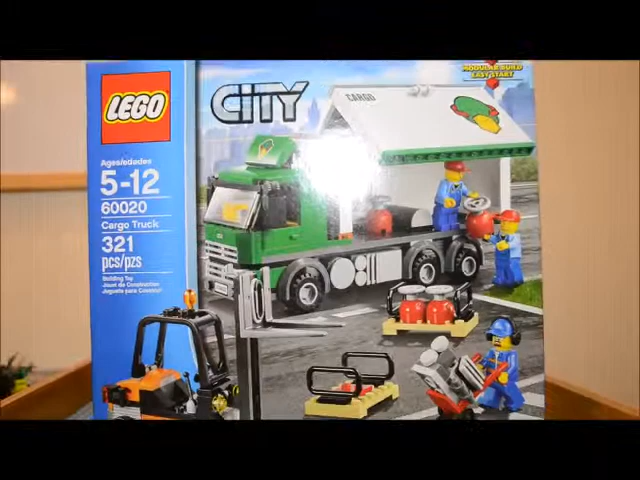 MODULAR BUILD
EASY START
CITY
CARGO
LEGO
Ages/edades
5-12
60020
Cargo Truck
321
pcs/pzs
Building Toy
Jouet de Construction
Juguete para Construir